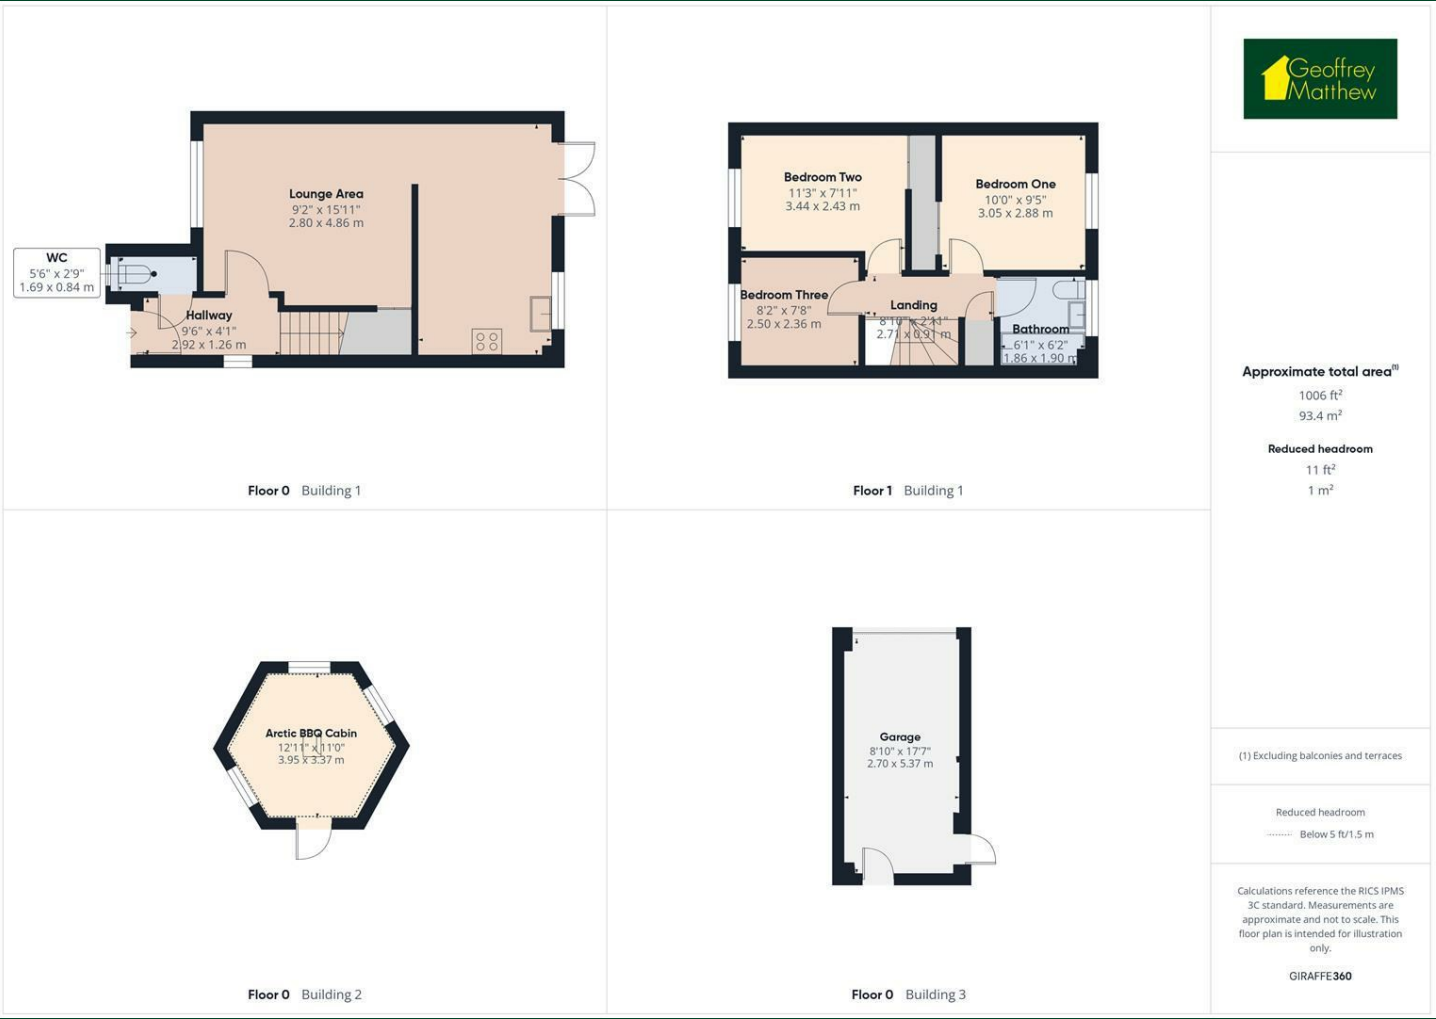 Lounge Area
9'2" x 15'11"
2.80 x 4.86 m
WC
5'6" x 2'9"
1.69 x 0.84 m
Hallway
9'6" x 4'1"
2.92 x 1.26 m
Floor 0 Building 1
Bedroom Two
11'3" x 7'11"
3.44 x 2.43 m
Bedroom One
10'0" x 9'5"
3.05 x 2.88 m
Bedroom Three
8'2" x 7'8"
2.50 x 2.36 m
Landing
8'10" x 2'11"
2.71 x 0.91 m
Bathroom
6'1" x 6'2"
1.86 x 1.90 m
Floor 1 Building 1
Arctic BBQ Cabin
12'11" x 11'0"
3.95 x 3.37 m
Floor 0 Building 2
Garage
8'10" x 17'7"
2.70 x 5.37 m
Floor 0 Building 3
Geoffrey
Matthew
Approximate total area(1)
1006 ft²
93.4 m²
Reduced headroom
11 ft²
1 m²
(1) Excluding balconies and terraces
Reduced headroom
Below 5 ft/1.5 m
Calculations reference the RICS IPMS
3C standard. Measurements are
approximate and not to scale. This
floor plan is intended for illustration
only.
GIRAFFE360